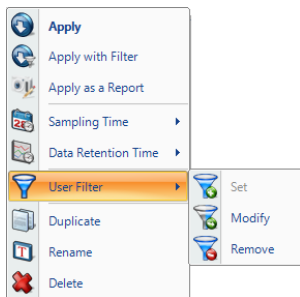 Apply
Apply with Filter
Apply as a Report
Sampling Time
Data Retention Time
User Filter
Set
Duplicate
Modify
Rename
Remove
Delete